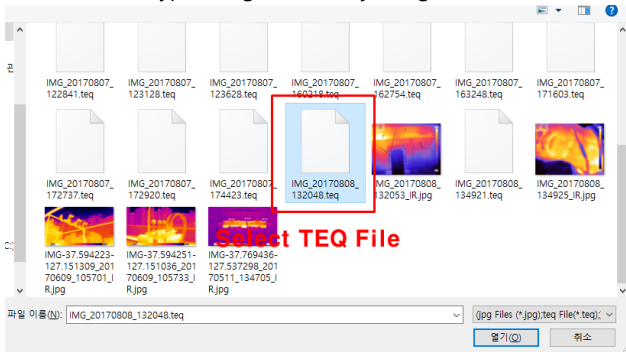 IMG_20170807_ IMG_20170807_ IMG_20170807_ IMG_20170807_ IMG_20170807_ IMG_20170807_ IMG_20170807_
122841.teq 123128.teq 123628.teq 160218.teq 162754.teq 163248.teq 171603.teq
IMG_20170807_ IMG_20170807_ IMG_20170807_ IMG_20170808_ IMG_20170808_ IMG_20170808_ IMG_20170808_
172737.teq 172920.teq 174423.teq 132048.teq 132053_IR.jpg 134921.teq 134925_IR.jpg
Select TEQ File
IMG-37.594223- IMG-37.594251- IMG-37.769436-
127.151309_201 127.151036_201 127.537298_201
70609_105701_I 70609_105733_I 70511_134705_I
R.jpg R.jpg R.jpg
파일 이름(N): IMG_20170808_132048.teq (jpg Files (*.jpg);teq File(*.teq);
열기(O) 취소